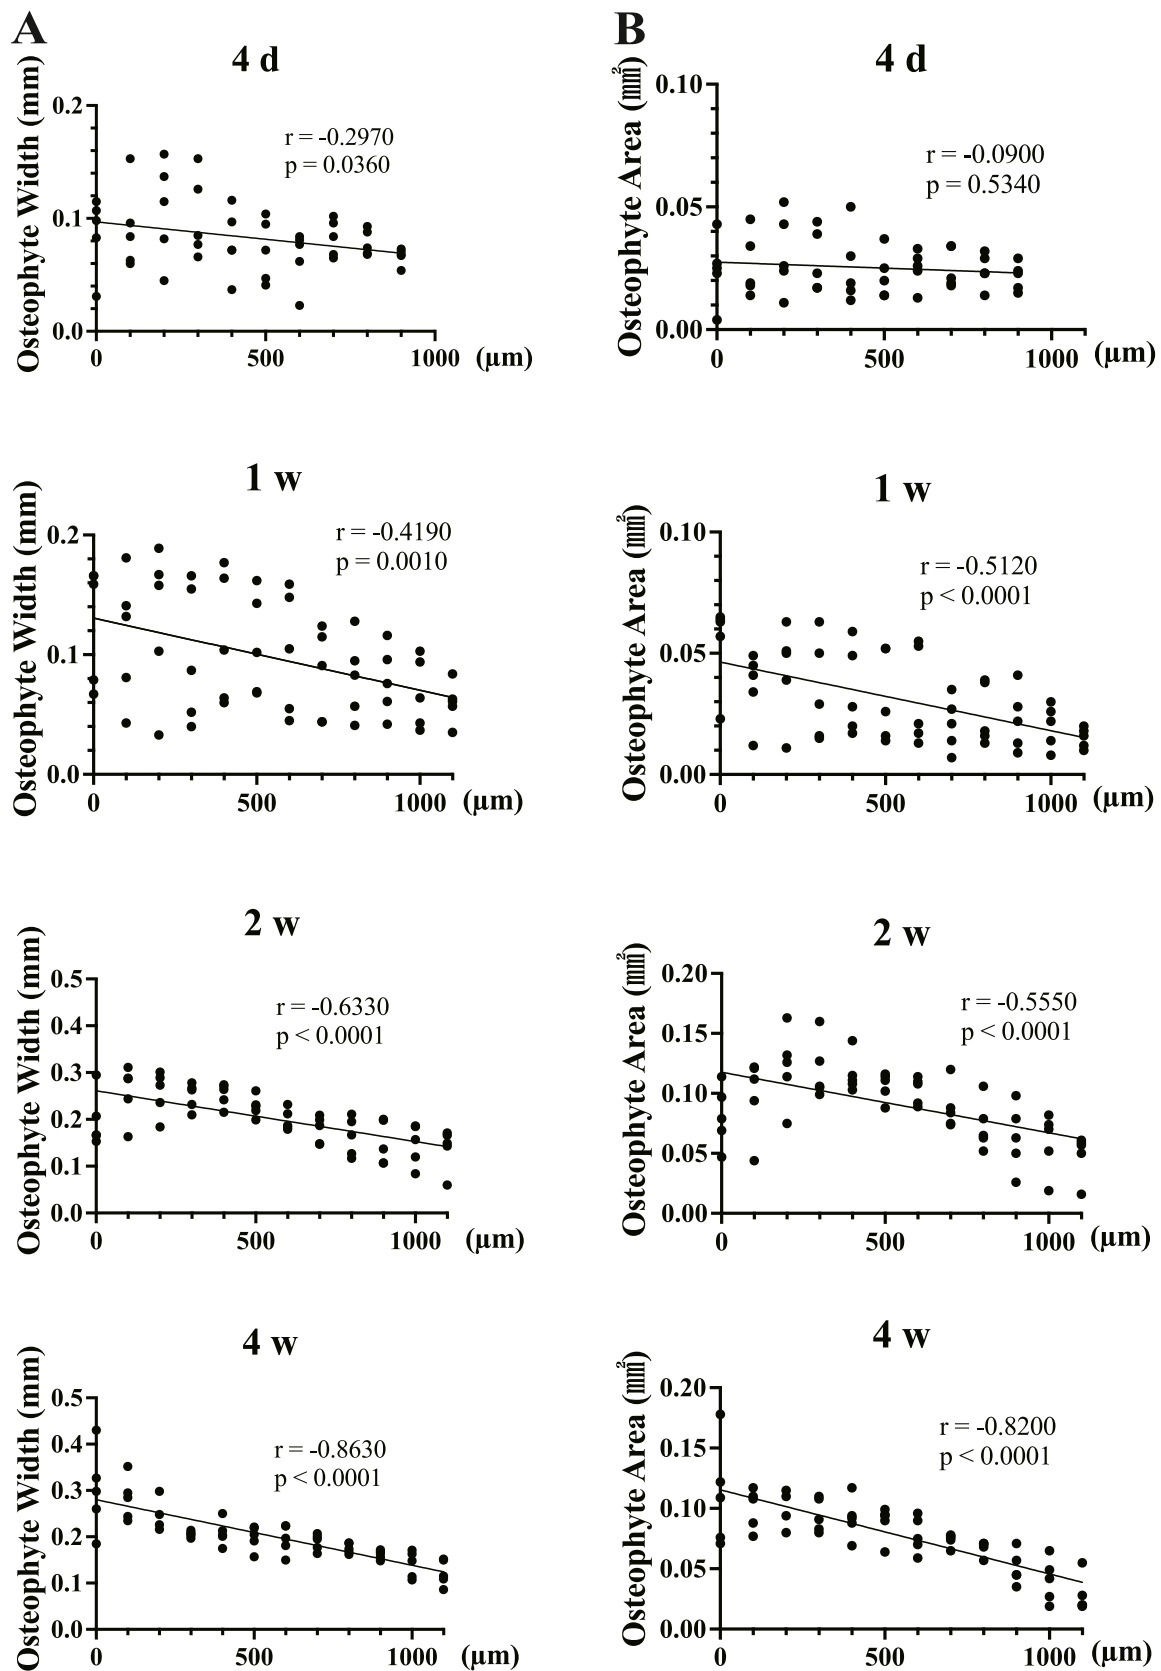 A
4 d
Osteophyte Width (mm)
0.2
0.1
0.0
r = -0.2970
p = 0.0360
0 500 1000 (µm)
B
4 d
Osteophyte Area (㎟)
0.10
0.05
0.00
r = -0.0900
p = 0.5340
0 500 1000 (µm)
1 w
Osteophyte Width (mm)
0.2
0.1
0.0
r = -0.4190
p = 0.0010
0 500 1000 (µm)
1 w
Osteophyte Area (㎟)
0.10
0.05
0.00
r = -0.5120
p < 0.0001
0 500 1000 (µm)
2 w
Osteophyte Width (mm)
0.5
0.4
0.3
0.2
0.1
0.0
r = -0.6330
p < 0.0001
0 500 1000 (µm)
2 w
Osteophyte Area (㎟)
0.20
0.15
0.10
0.05
0.00
r = -0.5550
p < 0.0001
0 500 1000 (µm)
4 w
Osteophyte Width (mm)
0.5
0.4
0.3
0.2
0.1
0.0
r = -0.8630
p < 0.0001
0 500 1000 (µm)
4 w
Osteophyte Area (㎟)
0.20
0.15
0.10
0.05
0.00
r = -0.8200
p < 0.0001
0 500 1000 (µm)